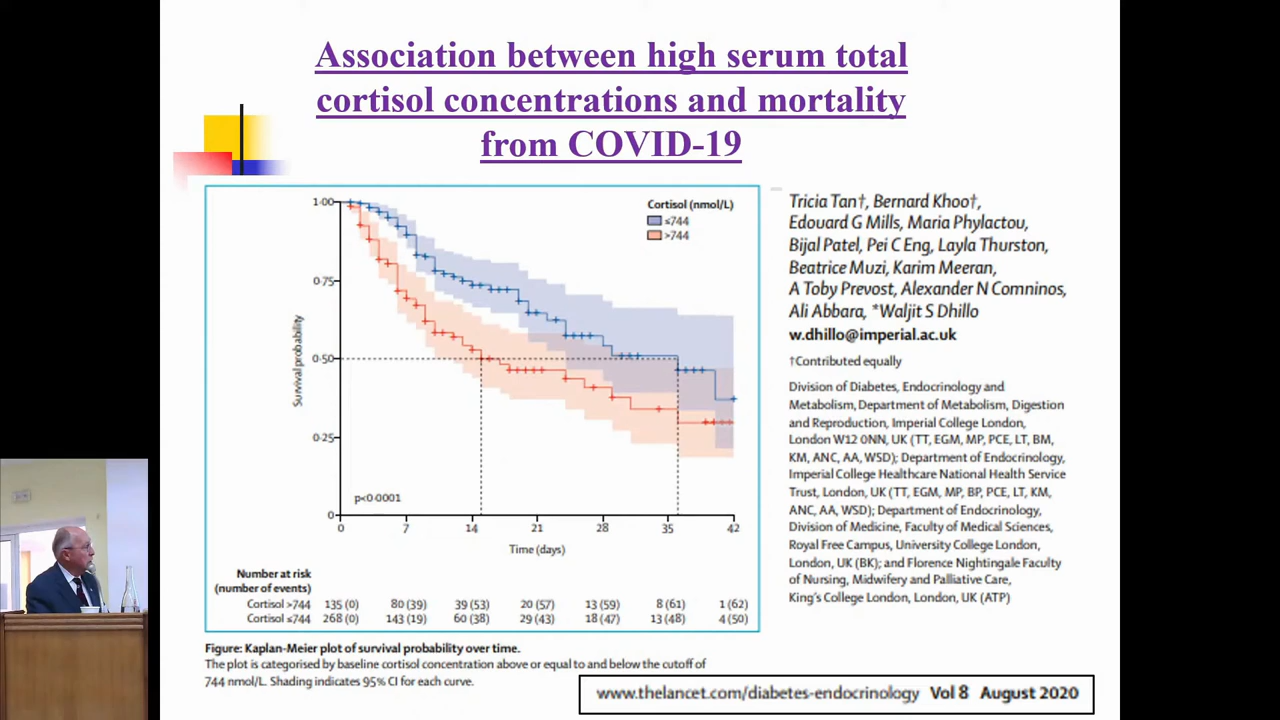 Association between high serum total
cortisol concentrations and mortality
from COVID-19
1·00
0·75
0·50
0·25
0
Survival probability
Cortisol (nmol/L)
≤744
>744
p<0·0001
0 7 14 21 28 35 42
Time (days)
Number at risk
(number of events)
Cortisol >744 135 (0) 80 (39) 39 (53) 20 (57) 13 (59) 8 (61) 1 (62)
Cortisol ≤744 268 (0) 143 (19) 60 (38) 29 (43) 18 (47) 13 (48) 4 (50)
Figure: Kaplan-Meier plot of survival probability over time.
The plot is categorised by baseline cortisol concentration above or equal to and below the cutoff of
744 nmol/L. Shading indicates 95% CI for each curve.
Tricia Tan†, Bernard Khoo†,
Edouard G Mills, Maria Phylactou,
Bijal Patel, Pei C Eng, Layla Thurston,
Beatrice Muzi, Karim Meeran,
A Toby Prevost, Alexander N Comninos,
Ali Abbara, *Waljit S Dhillo
w.dhillo@imperial.ac.uk
†Contributed equally
Division of Diabetes, Endocrinology and
Metabolism, Department of Metabolism, Digestion
and Reproduction, Imperial College London,
London W12 0NN, UK (TT, EGM, MP, PCE, LT, BM,
KM, ANC, AA, WSD); Department of Endocrinology,
Imperial College Healthcare National Health Service
Trust, London, UK (TT, EGM, MP, BP, PCE, LT, KM,
ANC, AA, WSD); Department of Endocrinology,
Division of Medicine, Faculty of Medical Sciences,
Royal Free Campus, University College London,
London, UK (BK); and Florence Nightingale Faculty
of Nursing, Midwifery and Palliative Care,
King's College London, London, UK (ATP)
www.thelancet.com/diabetes-endocrinology Vol 8 August 2020